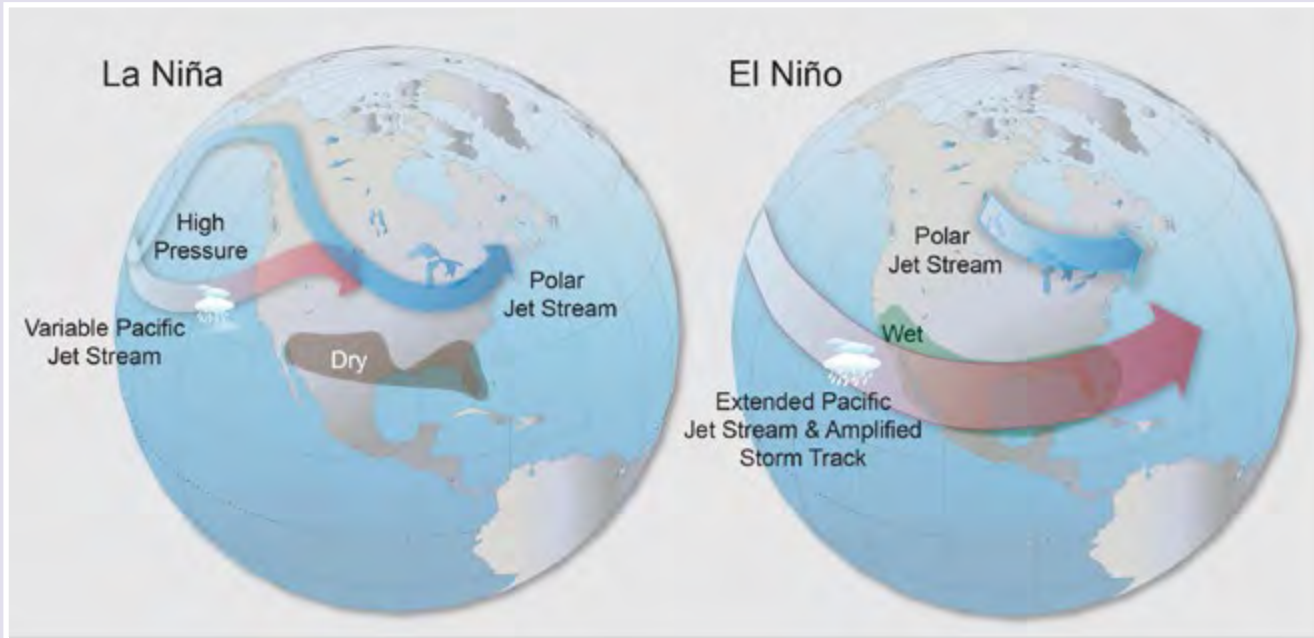 La Niña
High
Pressure
Variable Pacific
Jet Stream
Polar
Jet Stream
Dry
El Niño
Polar
Jet Stream
Wet
Extended Pacific
Jet Stream & Amplified
Storm Track